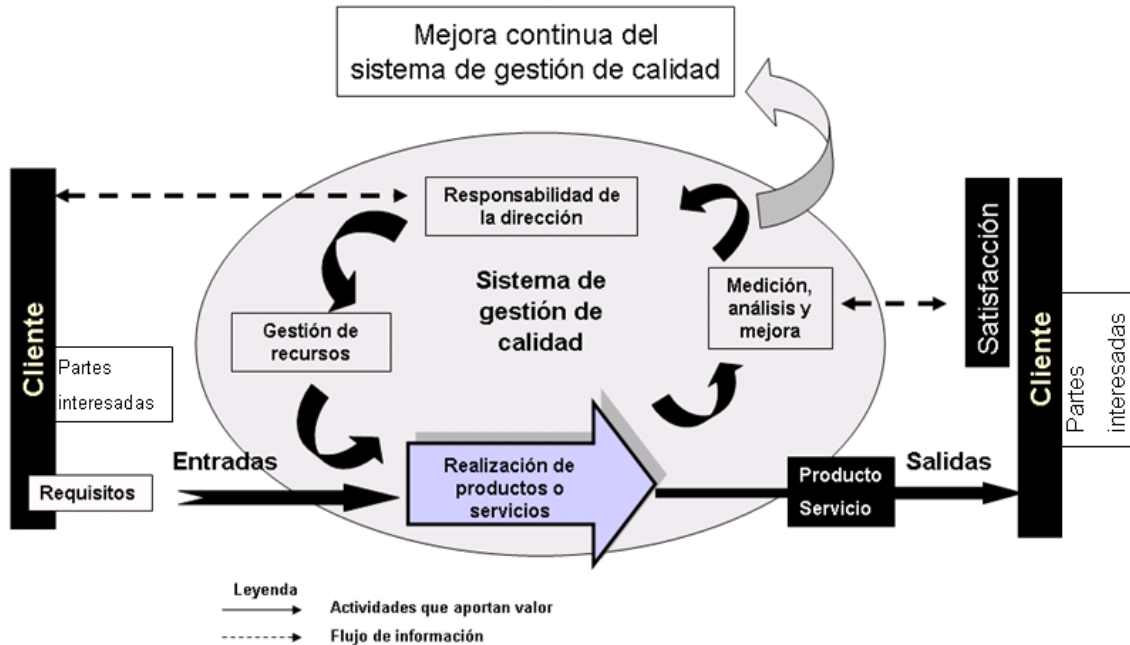 Mejora continua del
sistema de gestión de calidad
Responsabilidad de
la dirección
Sistema de
gestión de
calidad
Gestión de
recursos
Medición,
análisis y
mejora
Satisfacción
Cliente
Partes
interesadas
Cliente
Partes
interesadas
Requisitos
Entradas
Realización de
productos o
servicios
Producto
Servicio
Salidas
Leyenda
Actividades que aportan valor
Flujo de información